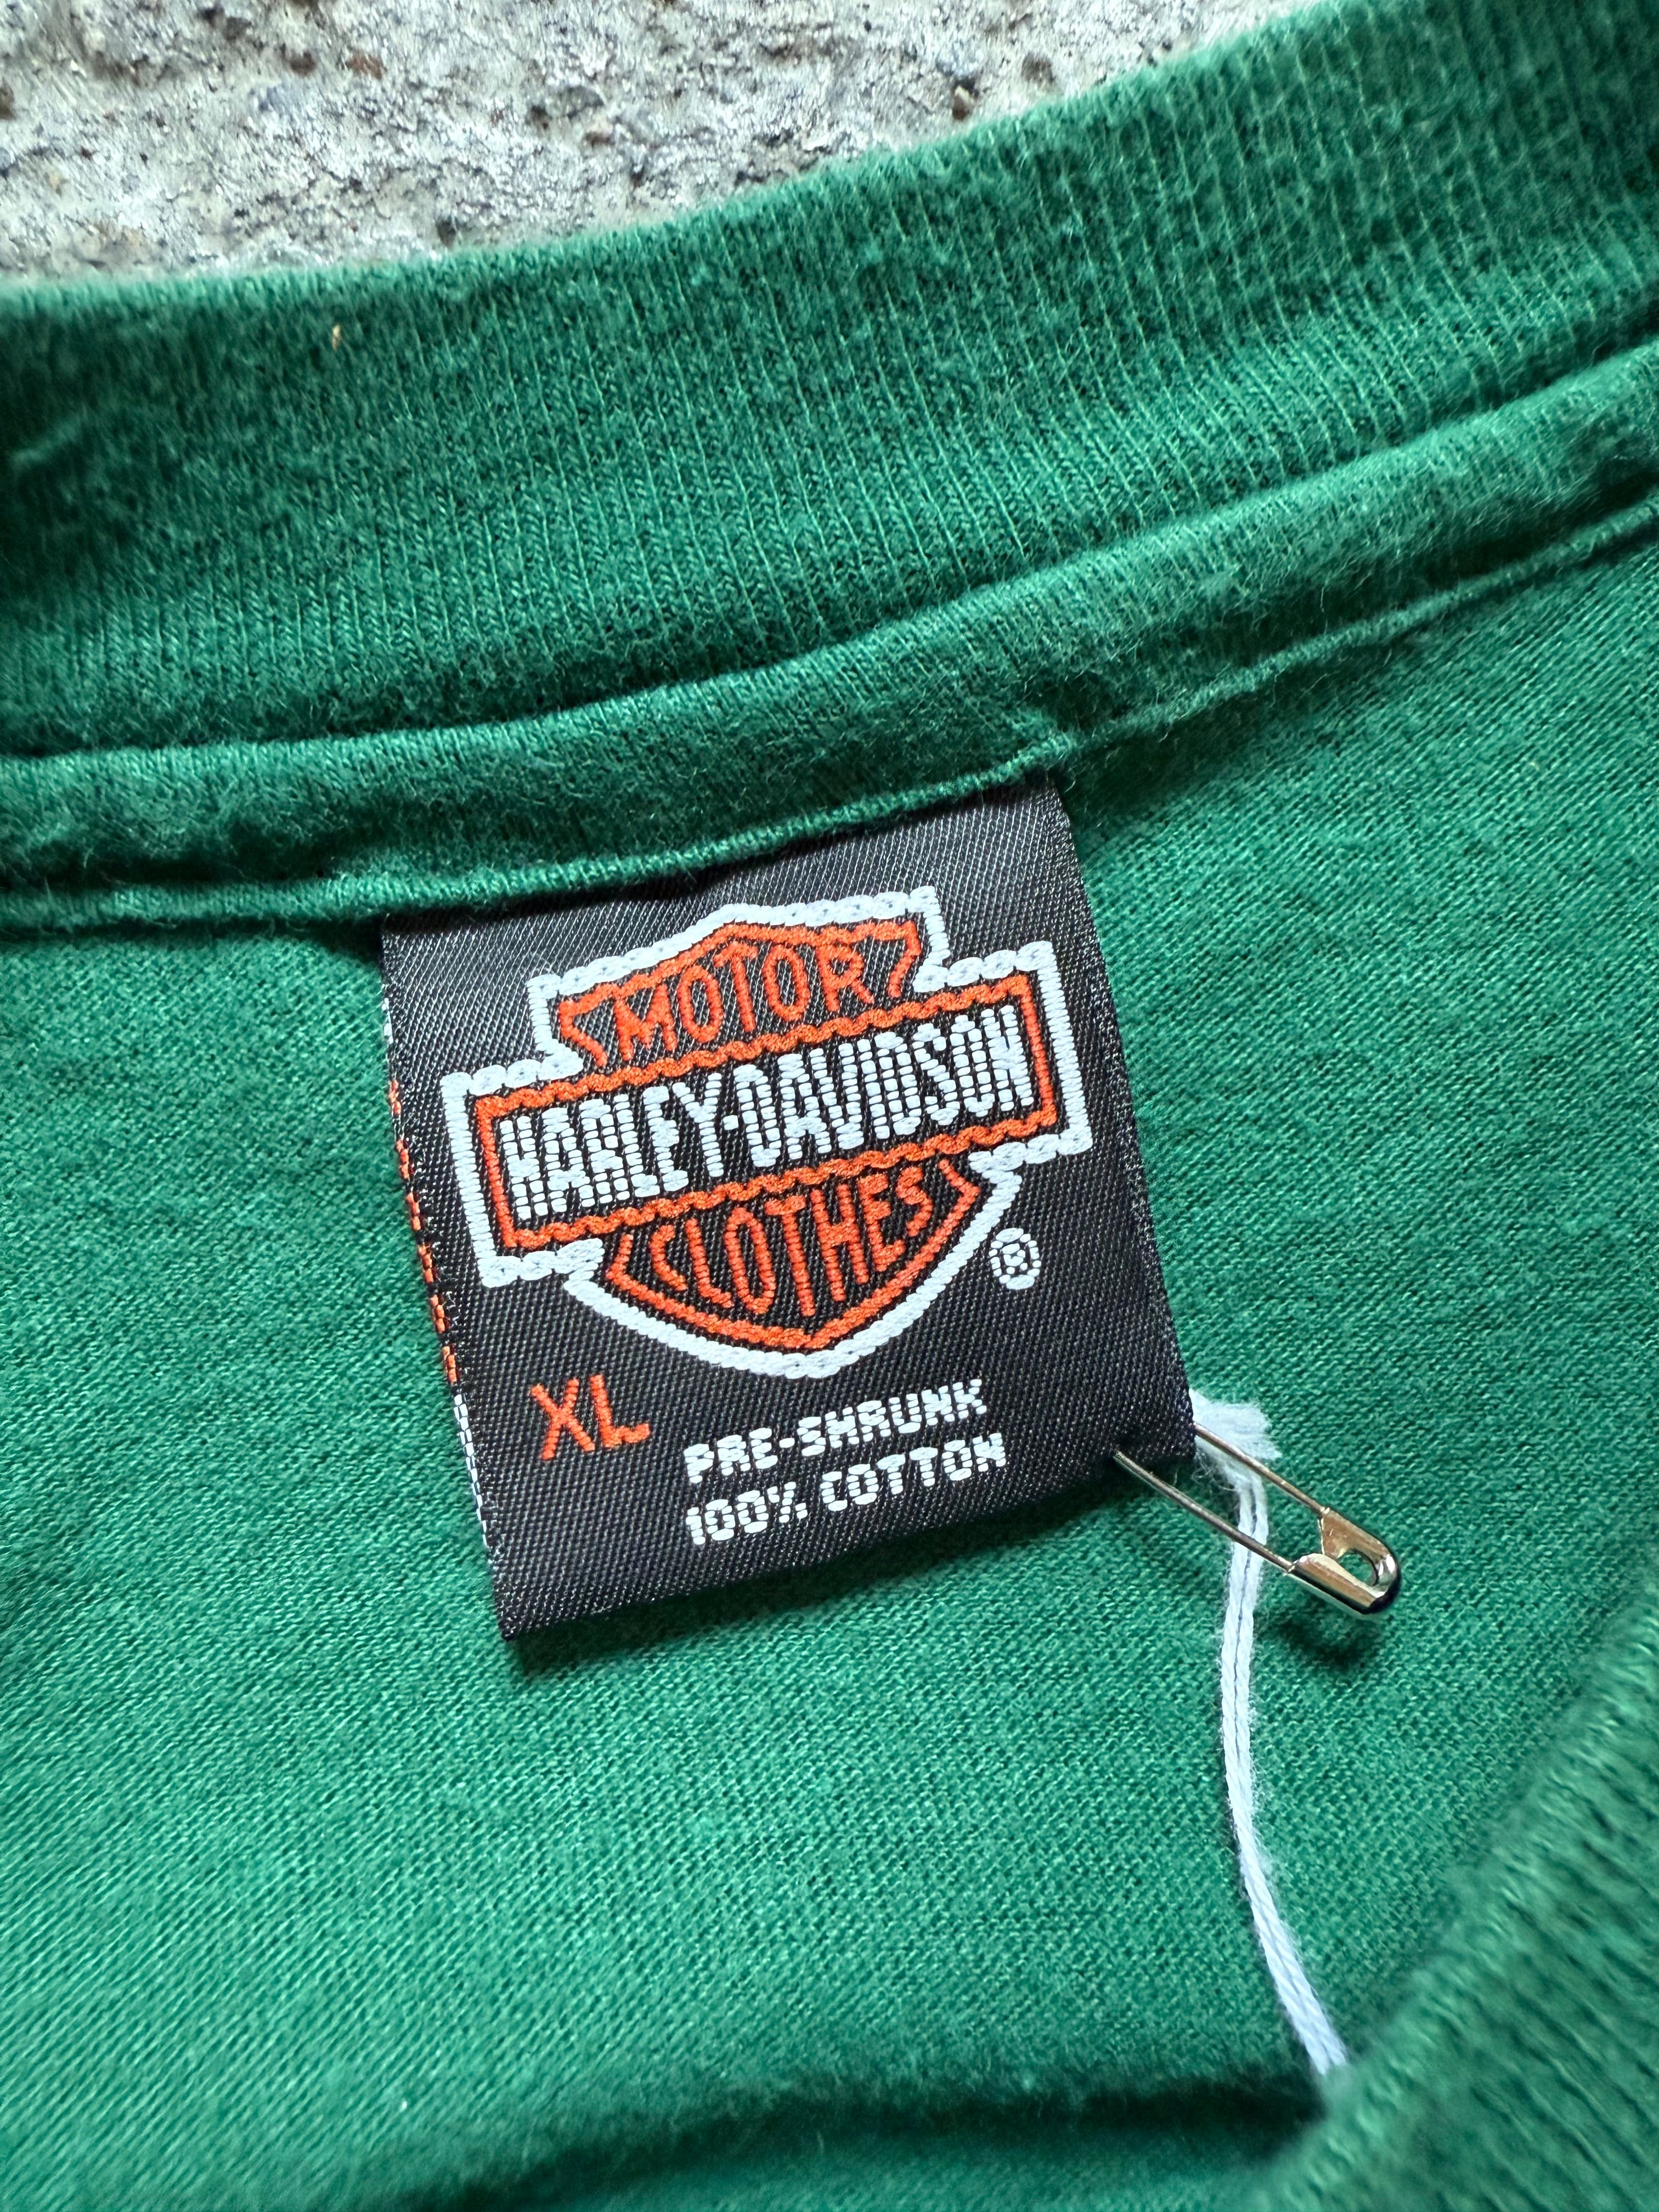 MOTOR
HARLEY-DAVIDSON
CLOTHES
®
XL
PRE-SHRUNK
100% COTTON